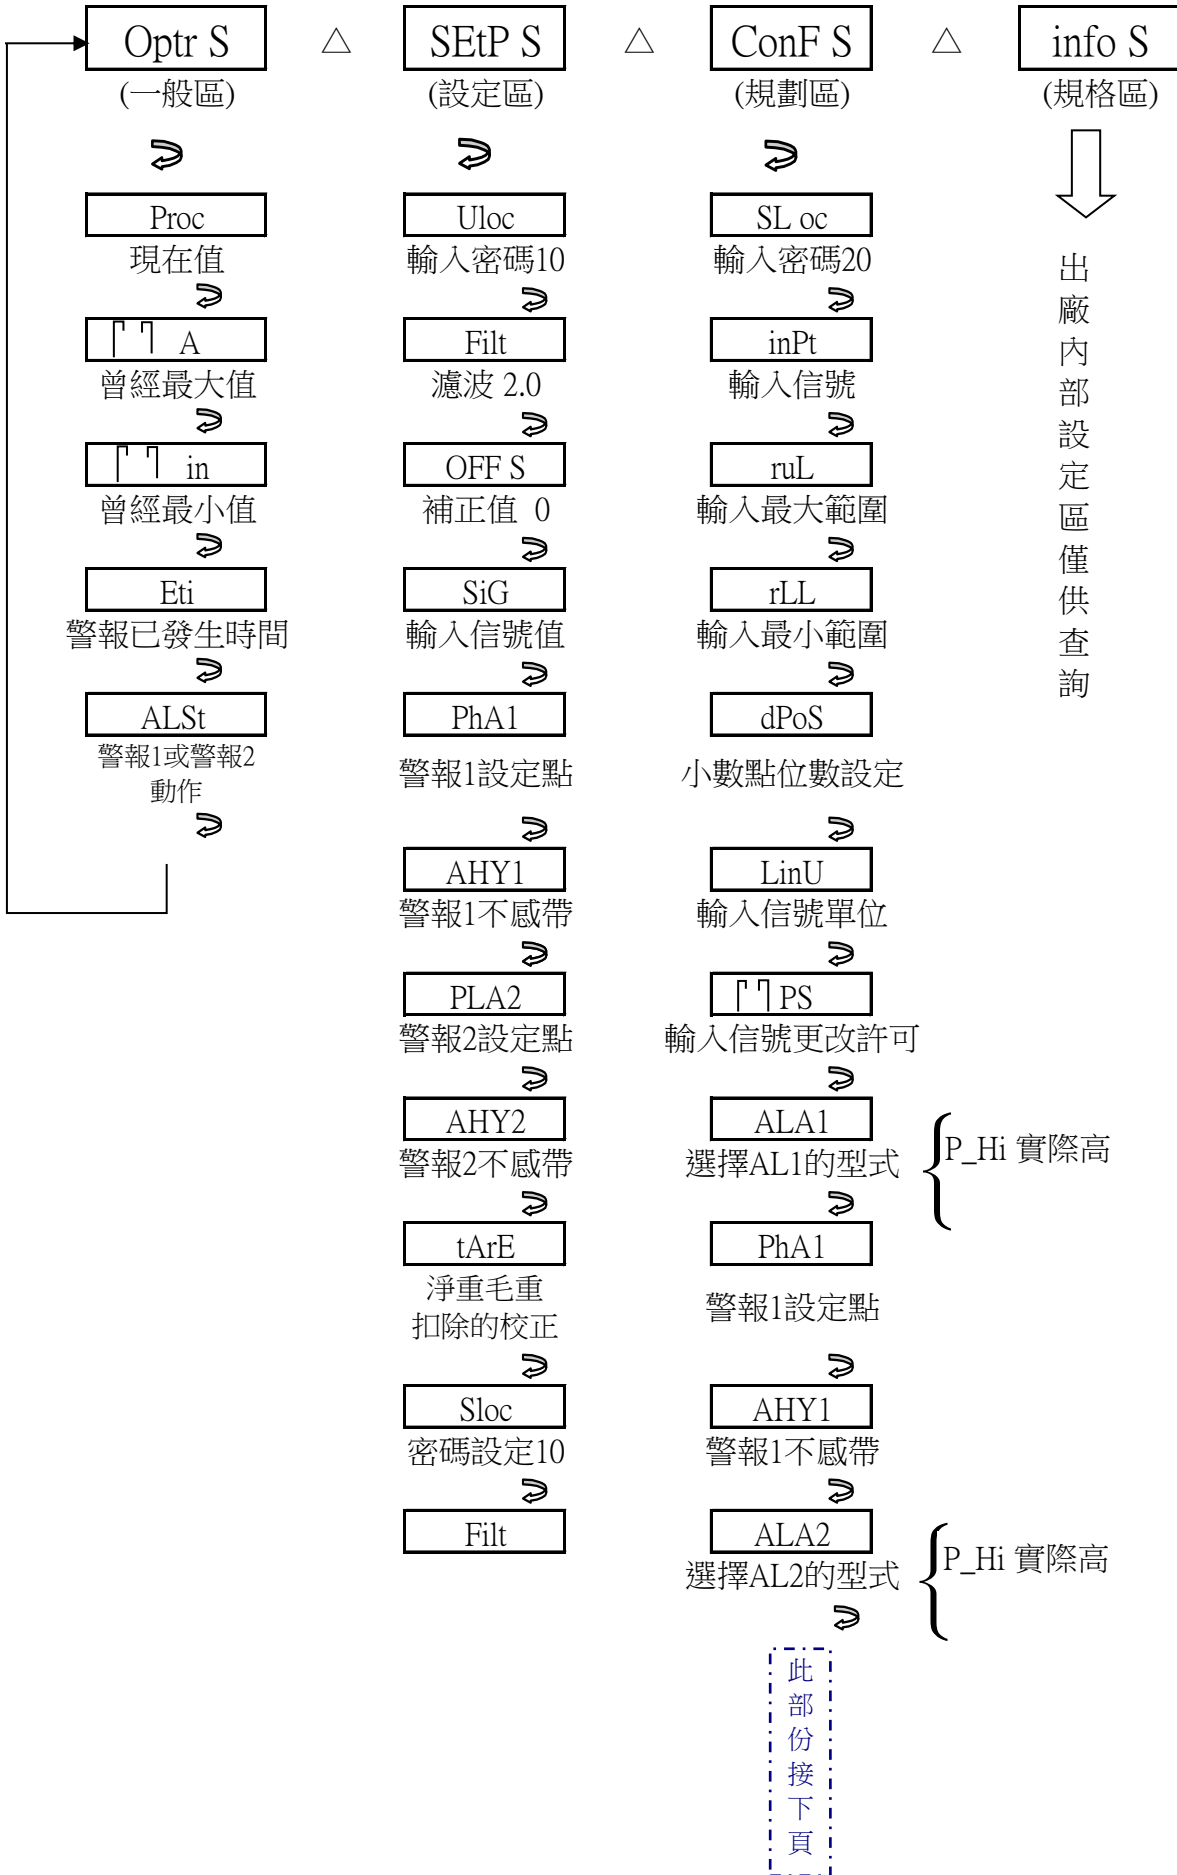 Optr S △ SEtP S △ ConF S △ info S
(一般區) (設定區) (規劃區) (規格區)
Proc
現在值
A
曾經最大值
in
曾經最小值
Eti
警報已發生時間
ALSt
警報1或警報2
動作
Uloc
輸入密碼10
Filt
濾波 2.0
OFF S
補正值 0
SiG
輸入信號值
PhA1
警報1設定點
AHY1
警報1不感帶
PLA2
警報2設定點
AHY2
警報2不感帶
tArE
淨重毛重
扣除的校正
Sloc
密碼設定10
Filt
SL oc
輸入密碼20
inPt
輸入信號
ruL
輸入最大範圍
rLL
輸入最小範圍
dPoS
小數點位數設定
LinU
輸入信號單位
PS
輸入信號更改許可
ALA1
選擇AL1的型式
P_Hi 實際高
PhA1
警報1設定點
AHY1
警報1不感帶
ALA2
選擇AL2的型式
P_Hi 實際高
此部份接下頁
出廠內部設定區僅供查詢